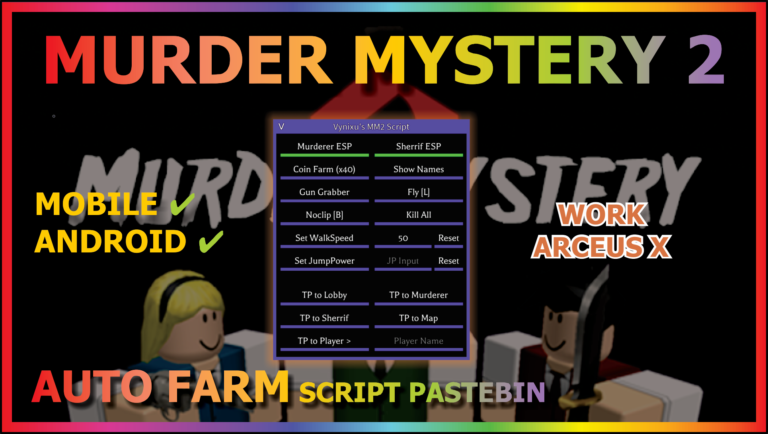 MURDER MYSTERY 2
V Vynixu's MM2 Script
Murderer ESP Sherrif ESP
Coin Farm (x40) Show Names
Gun Grabber Fly [L]
Noclip [B] Kill All
Set WalkSpeed 50 Reset
Set JumpPower JP Input Reset
TP to Lobby TP to Murderer
TP to Sherrif TP to Map
TP to Player > Player Name
MURDER MYSTERY
MOBILE ✓
ANDROID ✓
WORK
ARCEUS X
AUTO FARM SCRIPT PASTEBIN